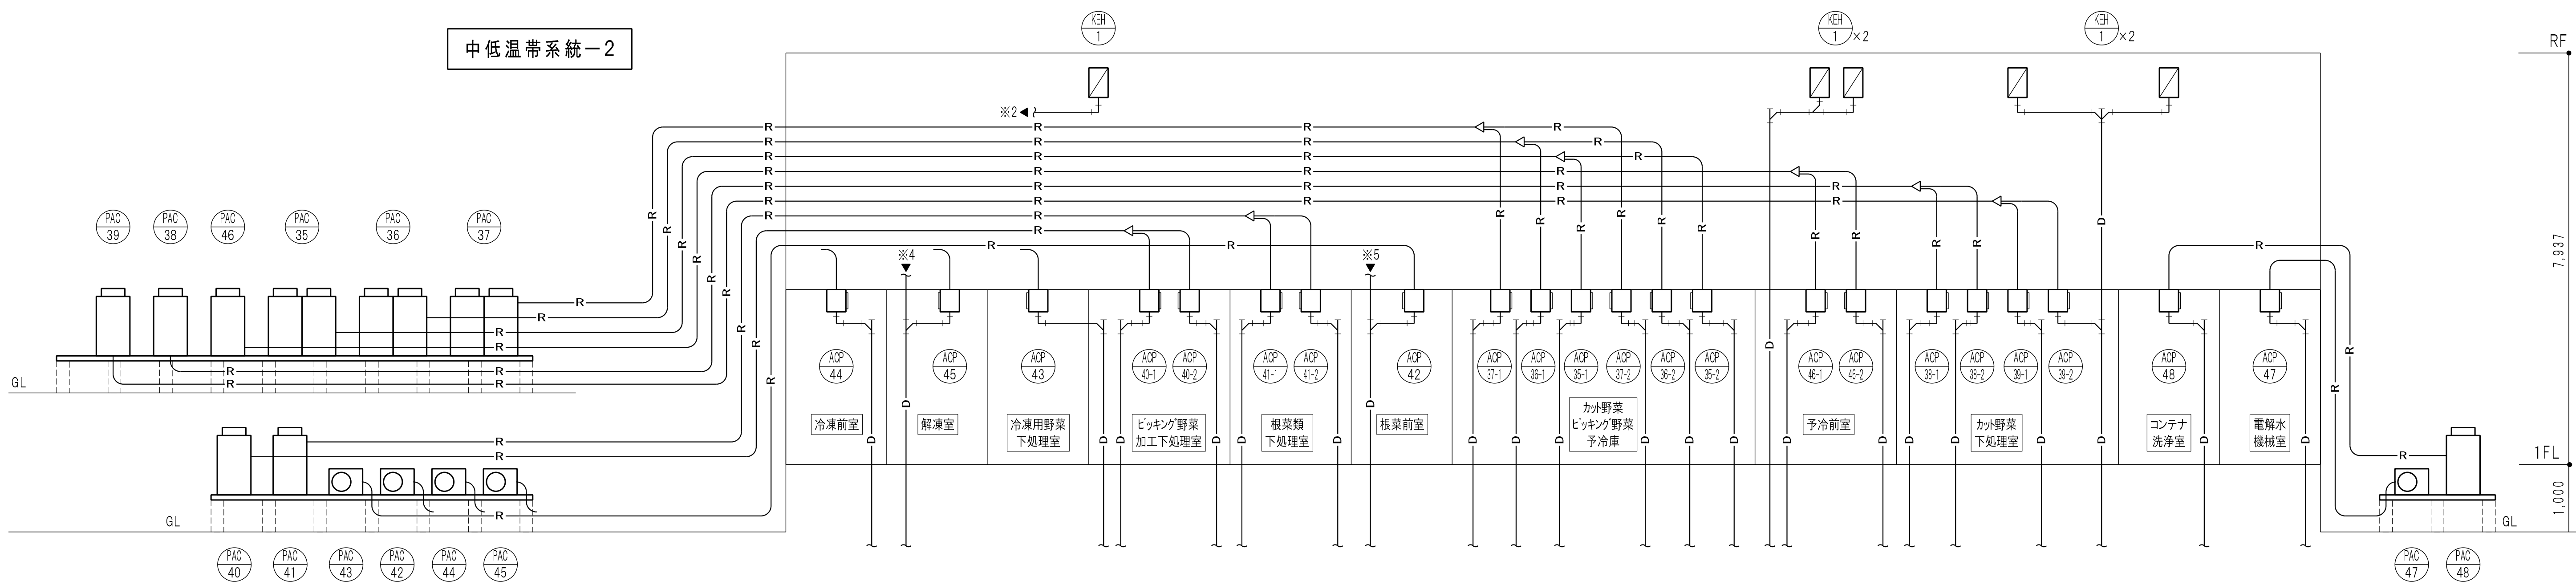 中低温帯系統－2
KEH
1
KEH
1
×2
KEH
1
×2
RF
※2
R R R R
R R R R
R R R R
R R R R
R R R R
R R R R
R R
R R
R R
※4
※5
R
PAC
39
PAC
38
PAC
46
PAC
35
PAC
36
PAC
37
7,937
R
R
R
R
R R
R R
GL
ACP
44
ACP
45
ACP
43
ACP
40-1
ACP
40-2
ACP
41-1
ACP
41-2
ACP
42
ACP
37-1
ACP
36-1
ACP
35-1
ACP
37-2
ACP
36-2
ACP
35-2
ACP
46-1
ACP
46-2
ACP
38-1
ACP
38-2
ACP
39-1
ACP
39-2
ACP
48
ACP
47
冷凍前室
解凍室
冷凍用野菜
下処理室
ピッキング野菜
加工下処理室
根菜類
下処理室
根菜前室
カット野菜
ピッキング野菜
予冷庫
予冷前室
カット野菜
下処理室
コンテナ
洗浄室
電解水
機械室
D D D D D D D D D D D D D D D D D D D D D D D D
R
R
R
R
1FL
1,000
GL
GL
PAC
40
PAC
41
PAC
43
PAC
42
PAC
44
PAC
45
PAC
47
PAC
48